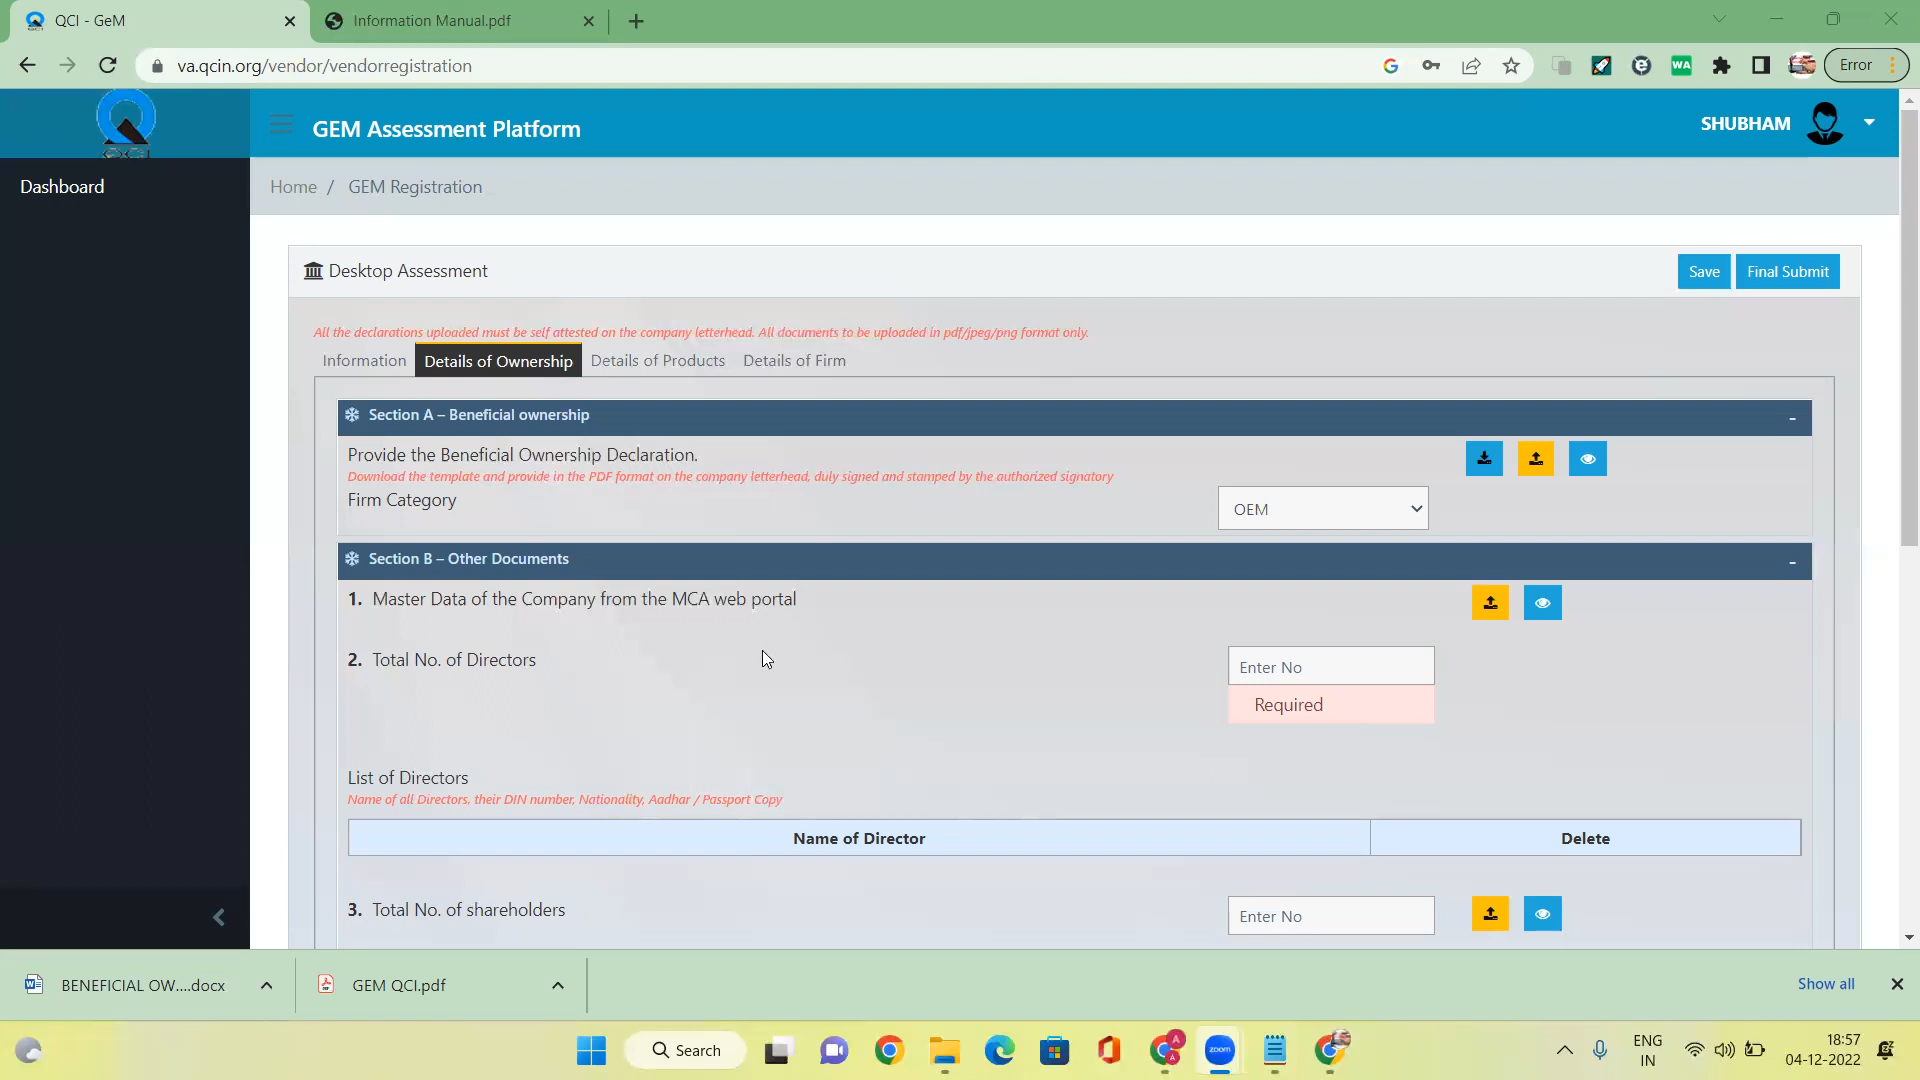 QCI - GeM
Information Manual.pdf
va.qcin.org/vendor/vendorregistration
WA
Error
QCI
GEM Assessment Platform
SHUBHAM
Dashboard
Home / GEM Registration
Desktop Assessment
Save
Final Submit
All the declarations uploaded must be self attested on the company letterhead. All documents to be uploaded in pdf/jpeg/png format only.
Information
Details of Ownership
Details of Products
Details of Firm
Section A – Beneficial ownership
Provide the Beneficial Ownership Declaration.
Download the template and provide in the PDF format on the company letterhead, duly signed and stamped by the authorized signatory
Firm Category
OEM
Section B – Other Documents
1. Master Data of the Company from the MCA web portal
2. Total No. of Directors
Enter No
Required
List of Directors
Name of all Directors, their DIN number, Nationality, Aadhar / Passport Copy
Name of Director
Delete
3. Total No. of shareholders
Enter No
BENEFICIAL OW....docx
GEM QCI.pdf
Show all
Search
zoom
ENG
IN
18:57
04-12-2022